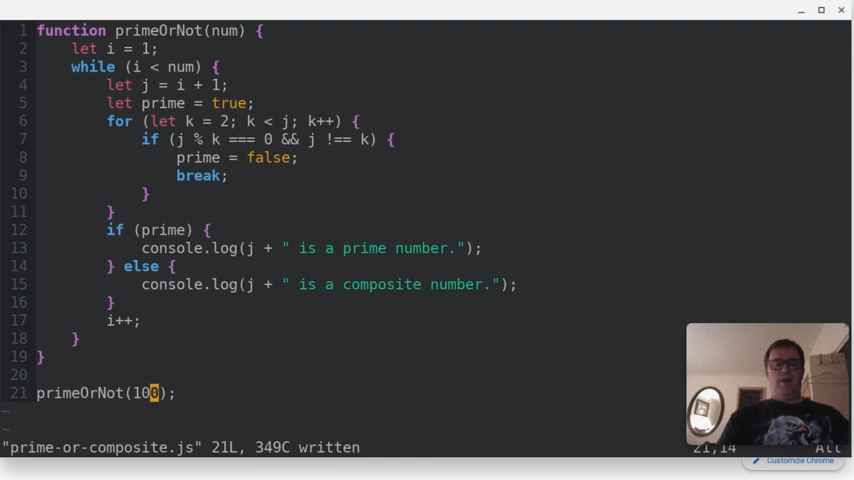 1 function primeOrNot(num) {
2 let i = 1;
3 while (i < num) {
4 let j = i + 1;
5 let prime = true;
6 for (let k = 2; k < j; k++) {
7 if (j % k === 0 && j !== k) {
8 prime = false;
9 break;
10 }
11 }
12 if (prime) {
13 console.log(j + " is a prime number.");
14 } else {
15 console.log(j + " is a composite number.");
16 }
17 i++;
18 }
19 }
20
21 primeOrNot(100);
~
~
"prime-or-composite.js" 21L, 349C written 21,14 All
Customize Chrome